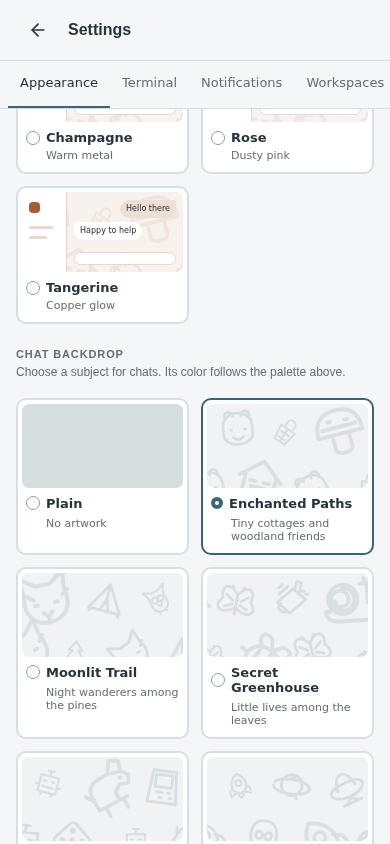 Settings
Appearance
Terminal
Notifications
Workspaces
Champagne
Warm metal
Rose
Dusty pink
Hello there
Happy to help
Tangerine
Copper glow
CHAT BACKDROP
Choose a subject for chats. Its color follows the palette above.
Plain
No artwork
Enchanted Paths
Tiny cottages and
woodland friends
Moonlit Trail
Night wanderers among
the pines
Secret
Greenhouse
Little lives among the
leaves